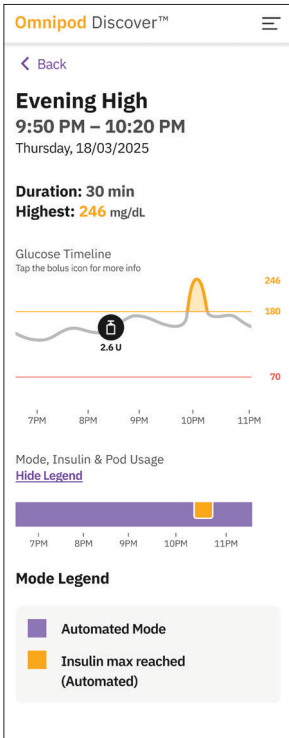 Omnipod Discover™
Back
Evening High
9:50 PM – 10:20 PM
Thursday, 18/03/2025
Duration: 30 min
Highest: 246 mg/dL
Glucose Timeline
Tap the bolus icon for more info
246
180
2.6 U
70
7PM 8PM 9PM 10PM 11PM
Mode, Insulin & Pod Usage
Hide Legend
7PM 8PM 9PM 10PM 11PM
Mode Legend
Automated Mode
Insulin max reached
(Automated)